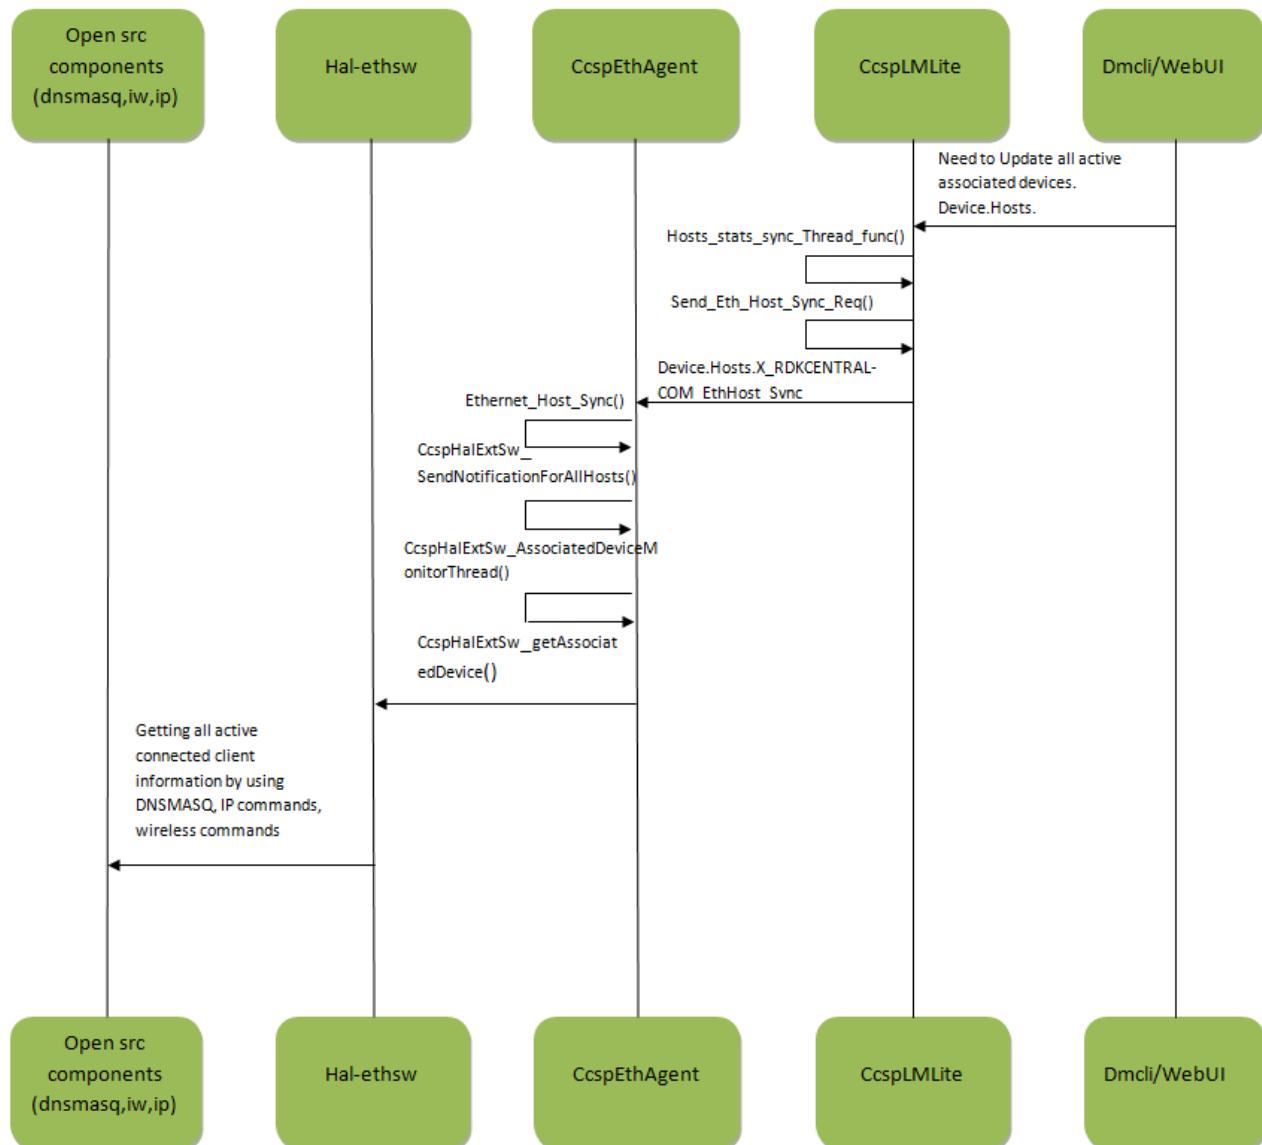 Open src
components
(dnsmasq,iw,ip)
Hal-ethsw
CcspEthAgent
CcspLMLite
Dmcli/WebUI
Need to Update all active
associated devices.
Device.Hosts.
Hosts_stats_sync_Thread_func()
Send_Eth_Host_Sync_Req()
Device.Hosts.X_RDKCENTRAL-
COM_EthHost_Sync
Ethernet_Host_Sync()
CcspHalExtSw_
SendNotificationForAllHosts()
CcspHalExtSw_AssociatedDeviceM
onitorThread()
CcspHalExtSw_getAssociat
edDevice()
Getting all active
connected client
information by using
DNSMASQ, IP commands,
wireless commands
Open src
components
(dnsmasq,iw,ip)
Hal-ethsw
CcspEthAgent
CcspLMLite
Dmcli/WebUI